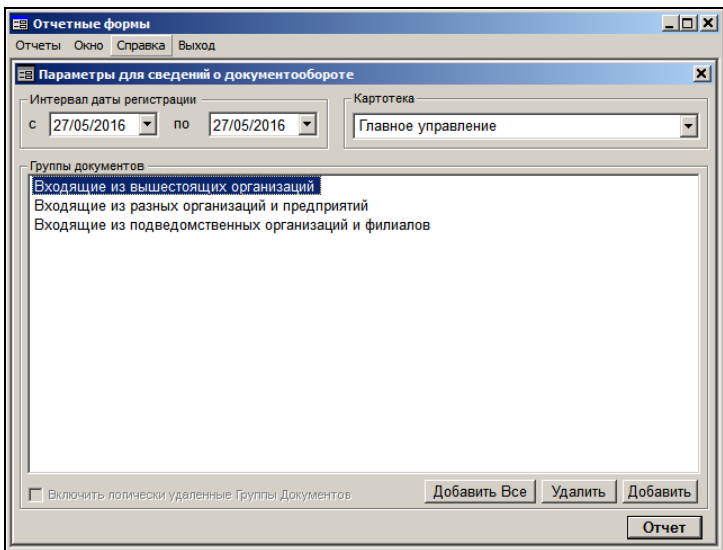 Отчетные формы
Отчеты Окно Справка Выход
Параметры для сведений о документообороте
Интервал даты регистрации
с 27/05/2016 по 27/05/2016
Картотека
Главное управление
Группы документов
Входящие из вышестоящих организаций
Входящие из разных организаций и предприятий
Входящие из подведомственных организаций и филиалов
Включить логически удаленные Группы Документов
Добавить Все Удалить Добавить
Отчет